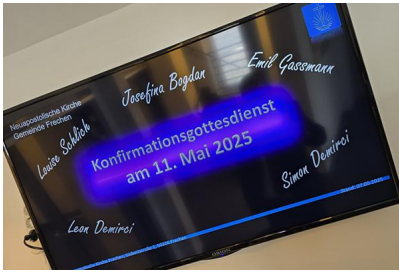 Neuapostolische Kirche
Gemeinde Frechen
Josefina Bogdan
Emil Gassmann
Louise Schlich
Konfirmationsgottesdienst
am 11. Mai 2025
Simon Demirci
Leon Demirci